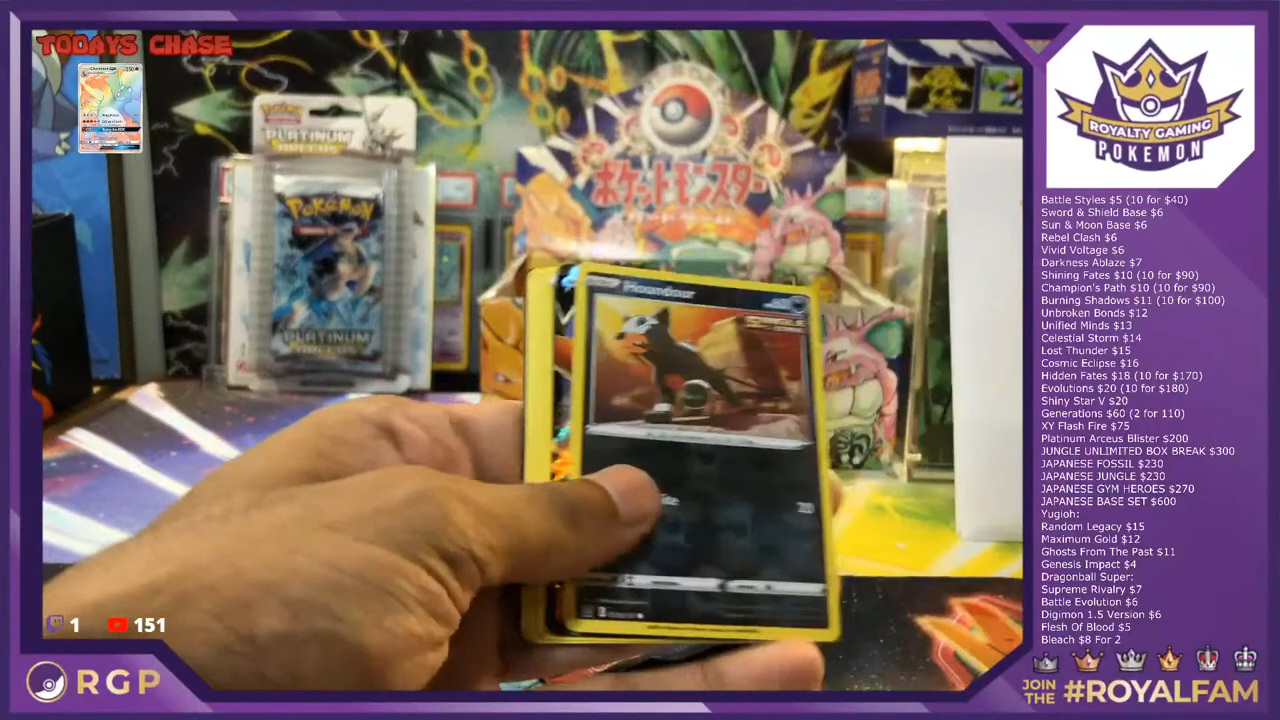 TODAYS CHASE
PLATINUM
POKÉMON
PLATINUM
ポケットモンスター
Houndour
20
1
151
RGP
ROYALTY GAMING
POKEMON
Battle Styles $5 (10 for $40)
Sword & Shield Base $6
Sun & Moon Base $6
Rebel Clash $6
Vivid Voltage $6
Darkness Ablaze $7
Shining Fates $10 (10 for $90)
Champion's Path $10 (10 for $90)
Burning Shadows $11 (10 for $100)
Unbroken Bonds $12
Unified Minds $13
Celestial Storm $14
Lost Thunder $15
Cosmic Eclipse $16
Hidden Fates $18 (10 for $170)
Evolutions $20 (10 for $180)
Shiny Star V $20
Generations $60 (2 for 110)
XY Flash Fire $75
Platinum Arceus Blister $200
JUNGLE UNLIMITED BOX BREAK $300
JAPANESE FOSSIL $230
JAPANESE JUNGLE $230
JAPANESE GYM HEROES $270
JAPANESE BASE SET $600
Yugioh:
Random Legacy $15
Maximum Gold $12
Ghosts From The Past $11
Genesis Impact $4
Dragonball Super:
Supreme Rivalry $7
Battle Evolution $6
Digimon 1.5 Version $6
Flesh Of Blood $5
Bleach $8 For 2
JOIN
THE #ROYALFAM